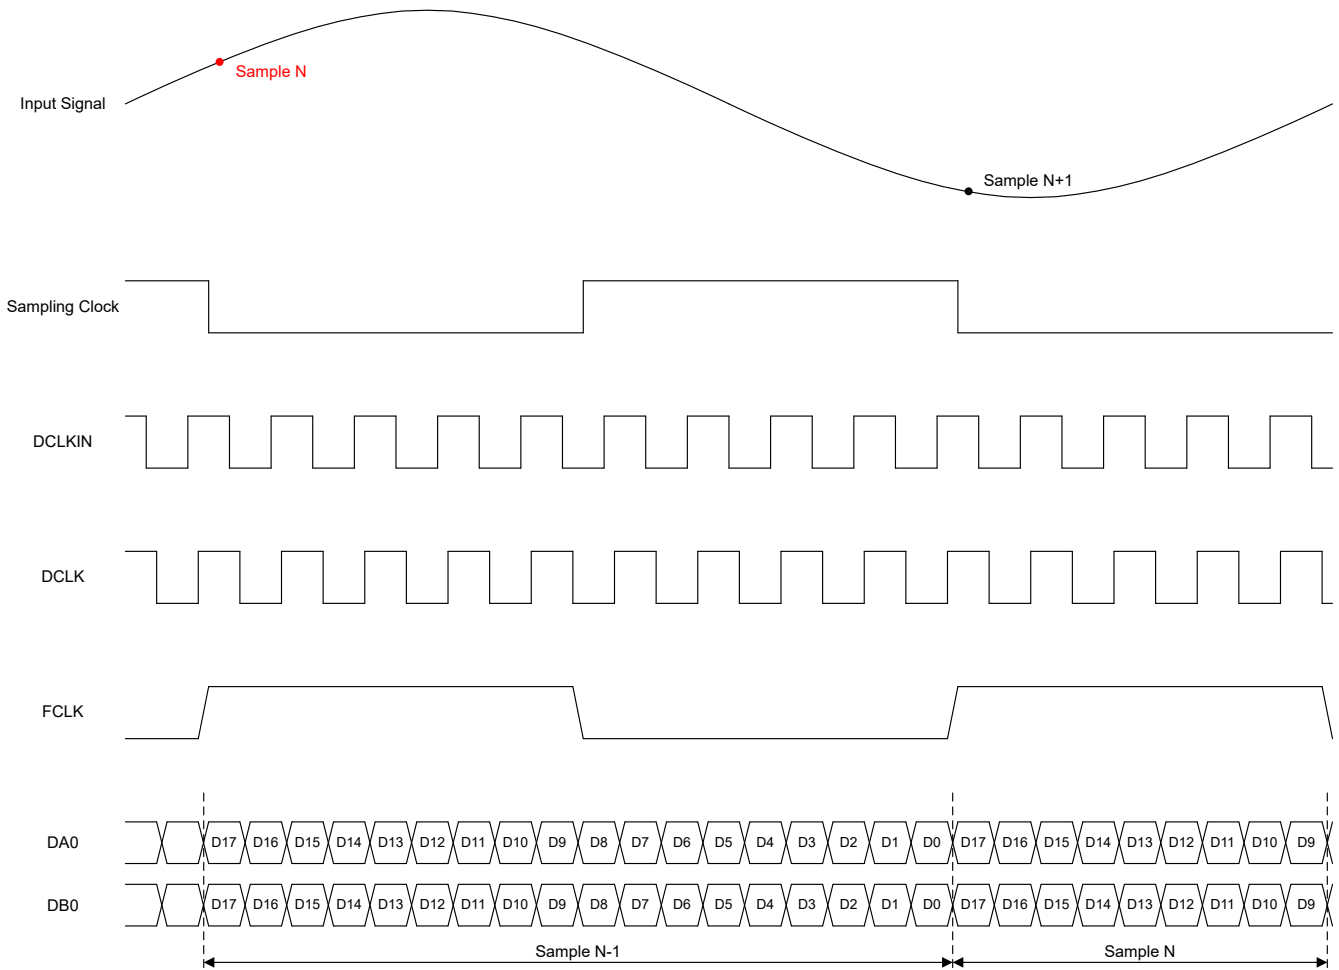 Sample N
Input Signal
Sample N+1
Sampling Clock
DCLKIN
DCLK
FCLK
DA0 D17 D16 D15 D14 D13 D12 D11 D10 D9 D8 D7 D6 D5 D4 D3 D2 D1 D0 D17 D16 D15 D14 D13 D12 D11 D10 D9
DB0 D17 D16 D15 D14 D13 D12 D11 D10 D9 D8 D7 D6 D5 D4 D3 D2 D1 D0 D17 D16 D15 D14 D13 D12 D11 D10 D9
Sample N-1 Sample N